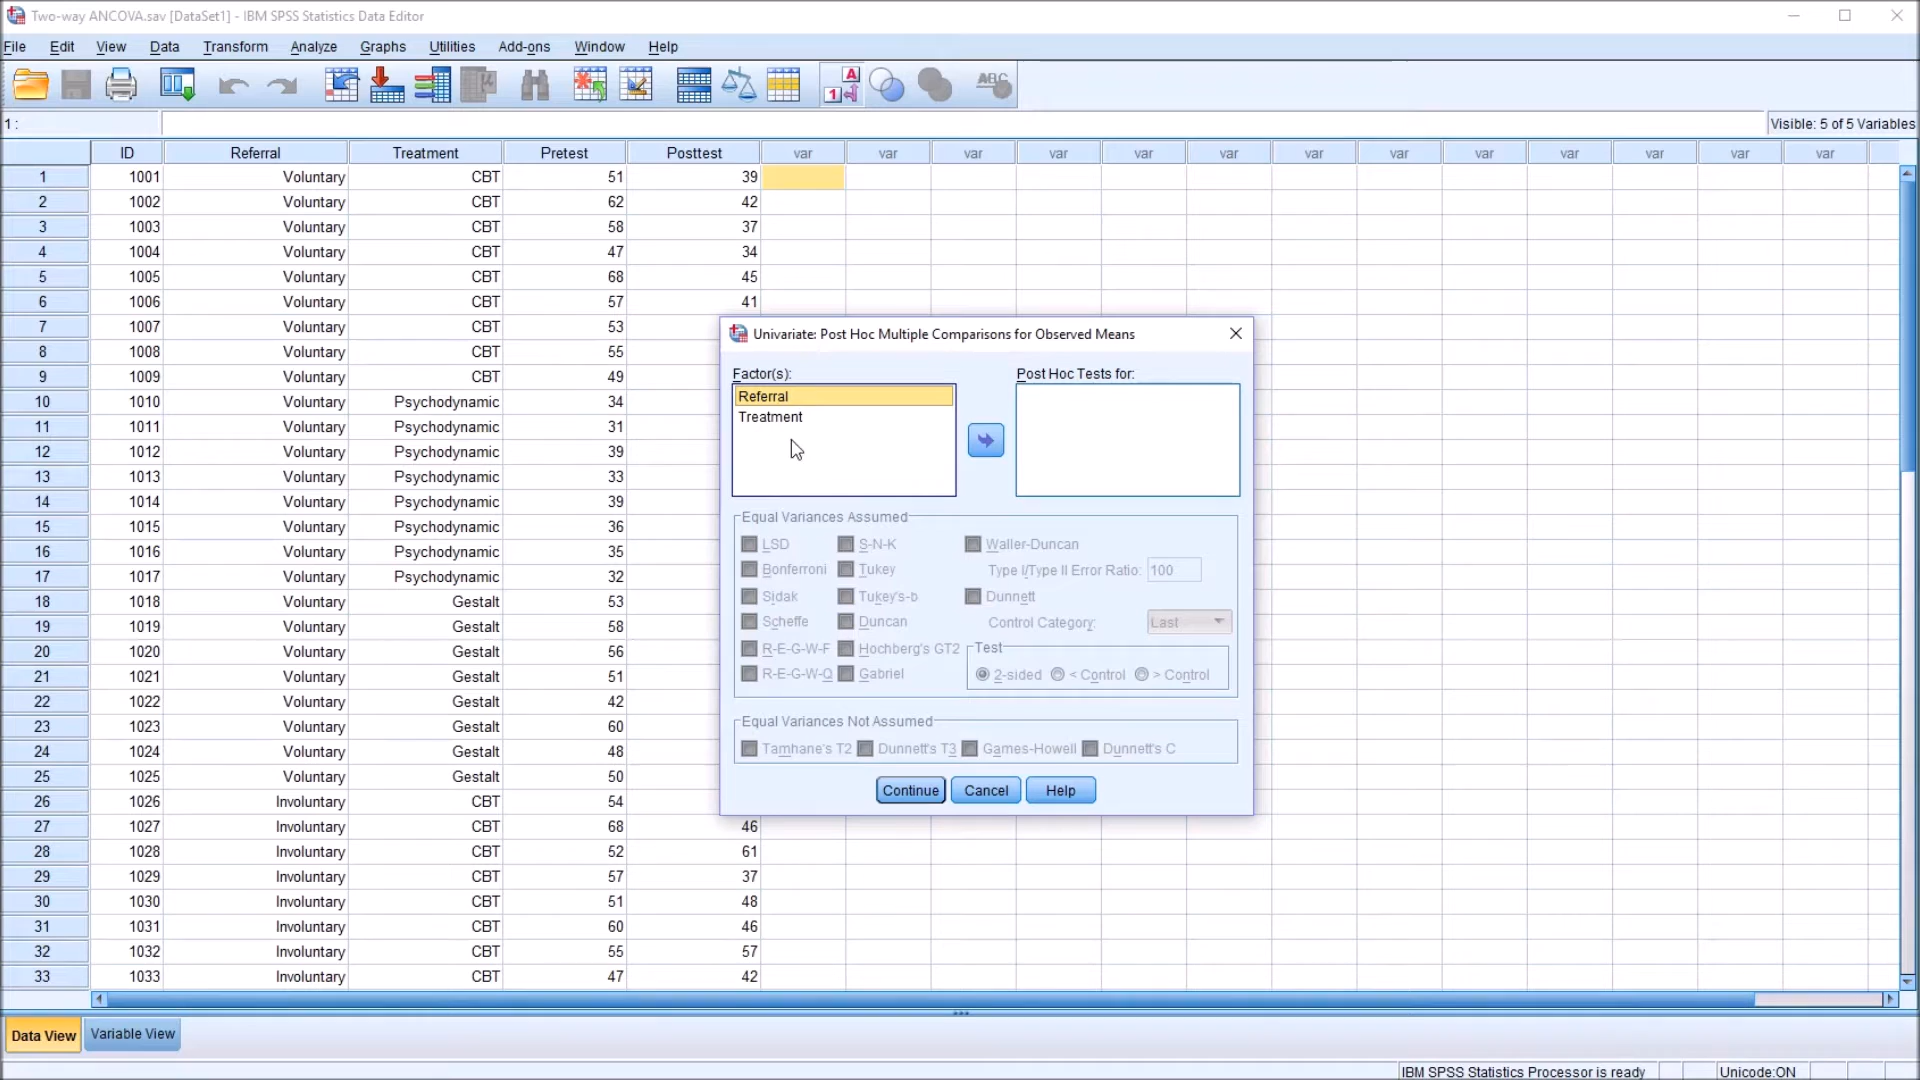 Two-way ANCOVA.sav [DataSet1] - IBM SPSS Statistics Data Editor
File Edit View Data Transform Analyze Graphs Utilities Add-ons Window Help
A
1
ABC
1 :
Visible: 5 of 5 Variables
ID Referral Treatment Pretest Posttest var var var var var var var var var var var var var
1 1001 Voluntary CBT 51 39
2 1002 Voluntary CBT 62 42
3 1003 Voluntary CBT 58 37
4 1004 Voluntary CBT 47 34
5 1005 Voluntary CBT 68 45
6 1006 Voluntary CBT 57 41
7 1007 Voluntary CBT 53
8 1008 Voluntary CBT 55
9 1009 Voluntary CBT 49
10 1010 Voluntary Psychodynamic 34
11 1011 Voluntary Psychodynamic 31
12 1012 Voluntary Psychodynamic 39
13 1013 Voluntary Psychodynamic 33
14 1014 Voluntary Psychodynamic 39
15 1015 Voluntary Psychodynamic 36
16 1016 Voluntary Psychodynamic 35
17 1017 Voluntary Psychodynamic 32
18 1018 Voluntary Gestalt 53
19 1019 Voluntary Gestalt 58
20 1020 Voluntary Gestalt 56
21 1021 Voluntary Gestalt 51
22 1022 Voluntary Gestalt 42
23 1023 Voluntary Gestalt 60
24 1024 Voluntary Gestalt 48
25 1025 Voluntary Gestalt 50
26 1026 Involuntary CBT 54
27 1027 Involuntary CBT 68 46
28 1028 Involuntary CBT 52 61
29 1029 Involuntary CBT 57 37
30 1030 Involuntary CBT 51 48
31 1031 Involuntary CBT 60 46
32 1032 Involuntary CBT 55 57
33 1033 Involuntary CBT 47 42
Univariate: Post Hoc Multiple Comparisons for Observed Means
Factor(s): Post Hoc Tests for:
Referral
Treatment
Equal Variances Assumed
LSD S-N-K Waller-Duncan
Bonferroni Tukey Type I/Type II Error Ratio: 100
Sidak Tukey's-b Dunnett
Scheffe Duncan Control Category: Last
R-E-G-W-F Hochberg's GT2 Test
R-E-G-W-Q Gabriel 2-sided < Control > Control
Equal Variances Not Assumed
Tamhane's T2 Dunnett's T3 Games-Howell Dunnett's C
Continue Cancel Help
Data View Variable View
IBM SPSS Statistics Processor is ready Unicode:ON